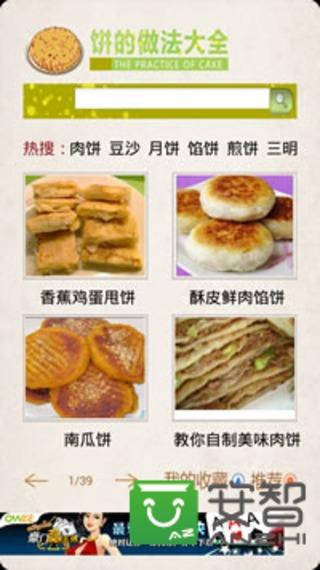 饼的做法大全
THE PRACTICE OF CAKE
热搜：肉饼 豆沙 月饼 馅饼 煎饼 三明
香蕉鸡蛋甩饼 酥皮鲜肉馅饼
南瓜饼 教你自制美味肉饼
1/39 我的收藏 推荐
AZ 安智